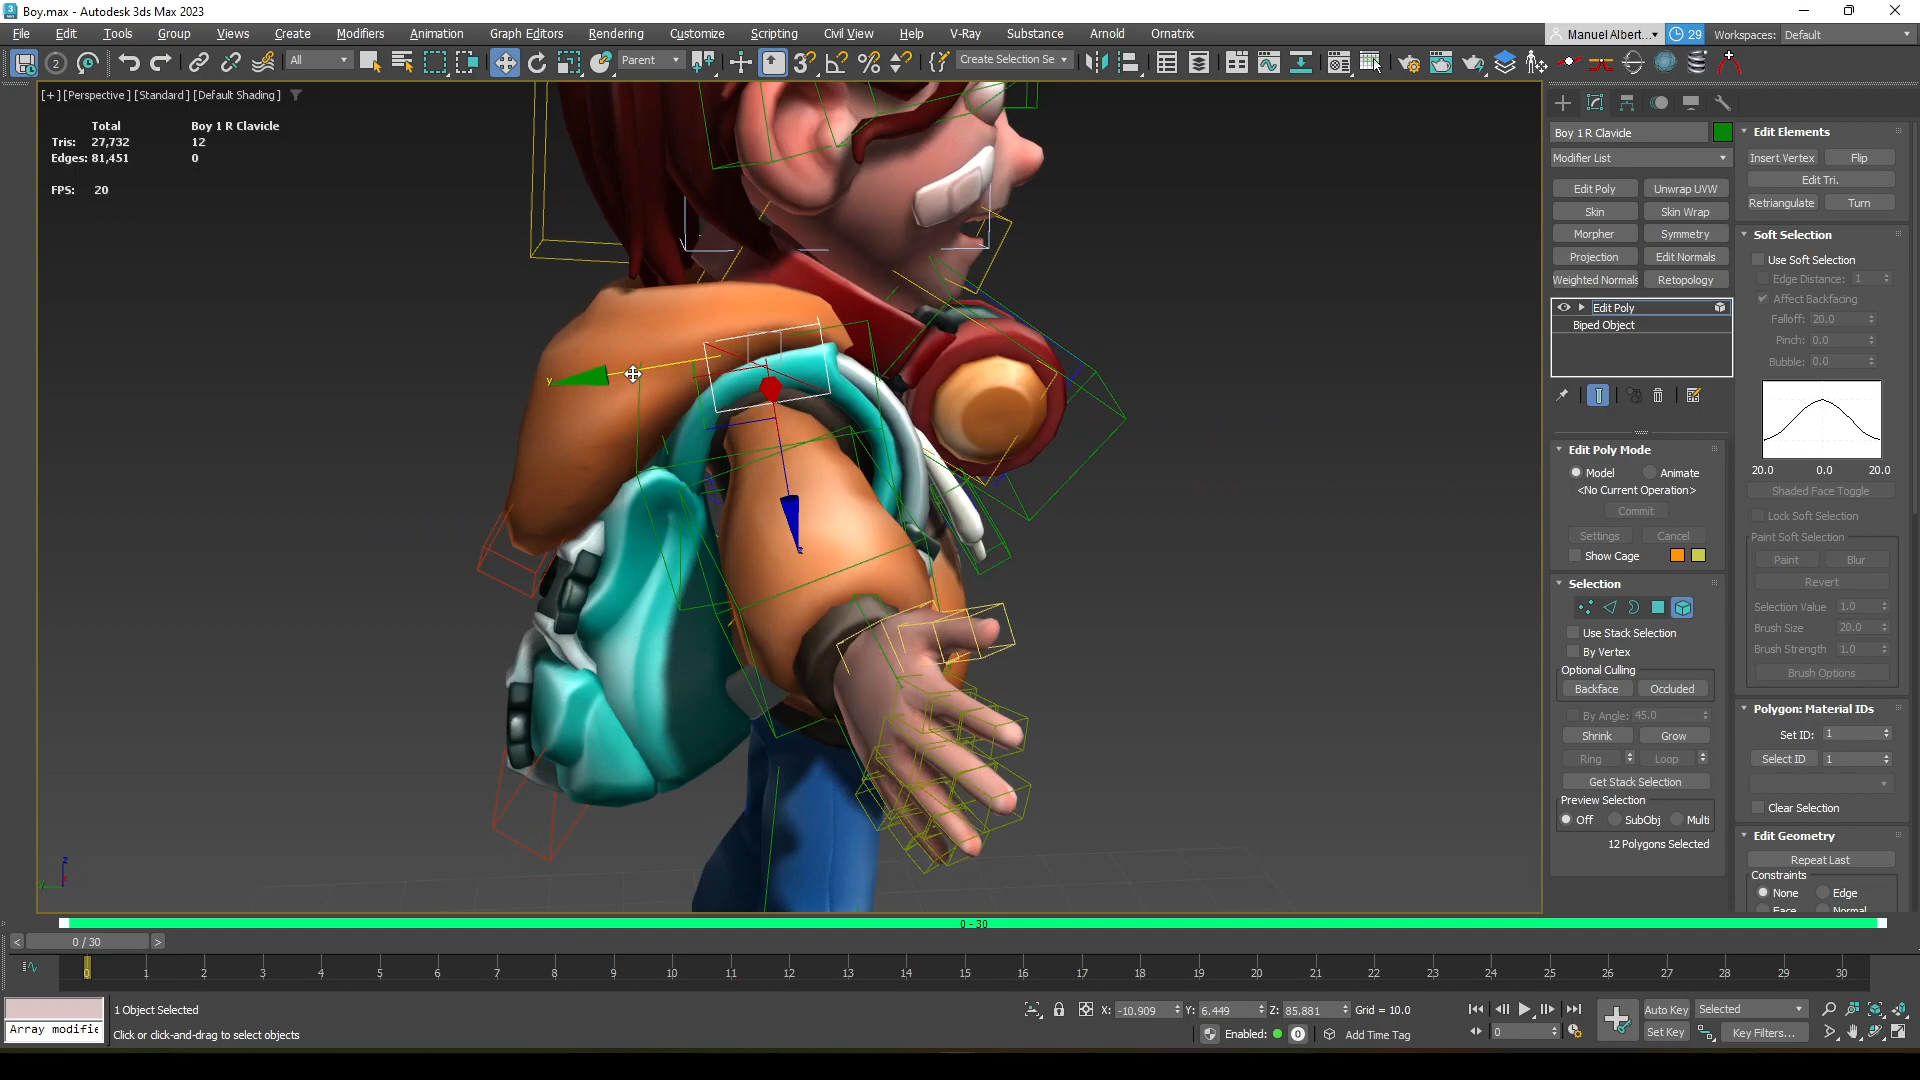 Boy.max - Autodesk 3ds Max 2023
File Edit Tools Group Views Create Modifiers Animation Graph Editors Rendering Customize Scripting Civil View Help V-Ray Substance Arnold Ornatrix
Manuel Albert... 29 Workspaces: Default
All Parent Create Selection Se
[+] [Perspective] [Standard] [Default Shading]
Total Boy 1 R Clavicle
Tris: 27,732 12
Edges: 81,451 0
FPS: 20
y
z
Boy 1 R Clavicle
Modifier List
Edit Poly Unwrap UVW
Skin Skin Wrap
Morpher Symmetry
Projection Edit Normals
Weighted Normals Retopology
Edit Poly
Biped Object
Edit Poly Mode
Model Animate
<No Current Operation>
Commit
Settings Cancel
Show Cage
Selection
Use Stack Selection
By Vertex
Optional Culling
Backface Occluded
By Angle: 45.0
Shrink Grow
Ring Loop
Get Stack Selection
Preview Selection
Off SubObj Multi
12 Polygons Selected
Edit Elements
Insert Vertex Flip
Edit Tri.
Retriangulate Turn
Soft Selection
Use Soft Selection
Edge Distance: 1
Affect Backfacing
Falloff: 20.0
Pinch: 0.0
Bubble: 0.0
20.0 0.0 20.0
Shaded Face Toggle
Lock Soft Selection
Paint Soft Selection
Paint Blur
Revert
Selection Value 1.0
Brush Size 20.0
Brush Strength 1.0
Brush Options
Polygon: Material IDs
Set ID: 1
Select ID 1
Clear Selection
Edit Geometry
Repeat Last
Constraints
None Edge
Face Normal
0 - 30
< 0 / 30 >
0 1 2 3 4 5 6 7 8 9 10 11 12 13 14 15 16 17 18 19 20 21 22 23 24 25 26 27 28 29 30
1 Object Selected X: -10.909 Y: 6.449 Z: 85.881 Grid = 10.0 Auto Key Selected
Array modifie Click or click-and-drag to select objects Enabled: 0 Add Time Tag 0 Set Key Key Filters...